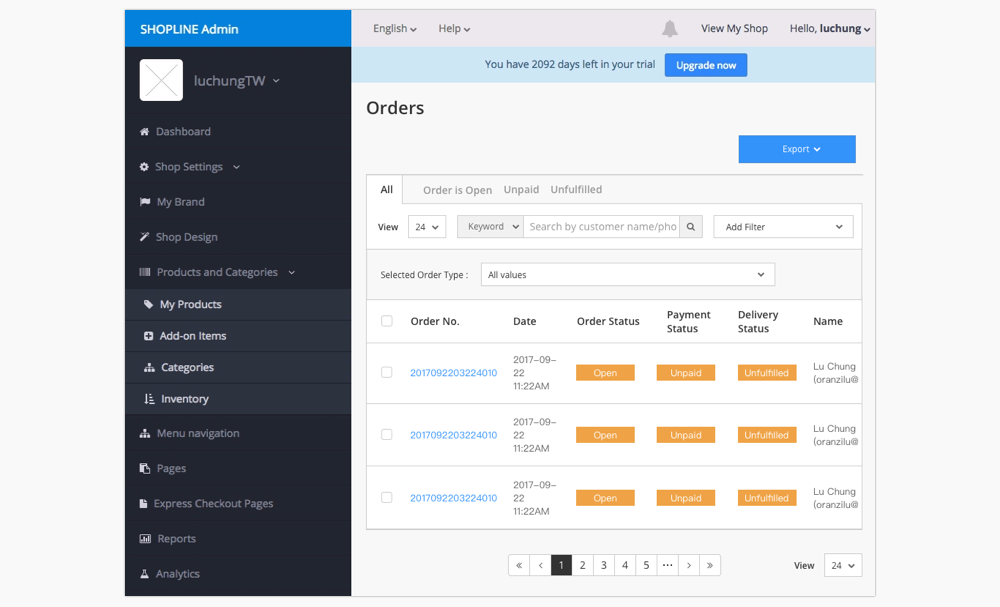 SHOPLINE Admin
English
Help
View My Shop
Hello, luchung
luchungTW
You have 2092 days left in your trial
Upgrade now
Dashboard
Shop Settings
My Brand
Shop Design
Products and Categories
My Products
Add-on Items
Categories
Inventory
Menu navigation
Pages
Express Checkout Pages
Reports
Analytics
Orders
Export
All
Order is Open
Unpaid
Unfulfilled
View
24
Keyword
Search by customer name/pho
Add Filter
Selected Order Type :
All values
Order No.
Date
Order Status
Payment
Status
Delivery
Status
Name
2017092203224010
2017-09-
22
11:22AM
Open
Unpaid
Unfulfilled
Lu Chung
(oranzilu@
2017092203224010
2017-09-
22
11:22AM
Open
Unpaid
Unfulfilled
Lu Chung
(oranzilu@
2017092203224010
2017-09-
22
11:22AM
Open
Unpaid
Unfulfilled
Lu Chung
(oranzilu@
« ‹ 1 2 3 4 5 ··· › »
View
24